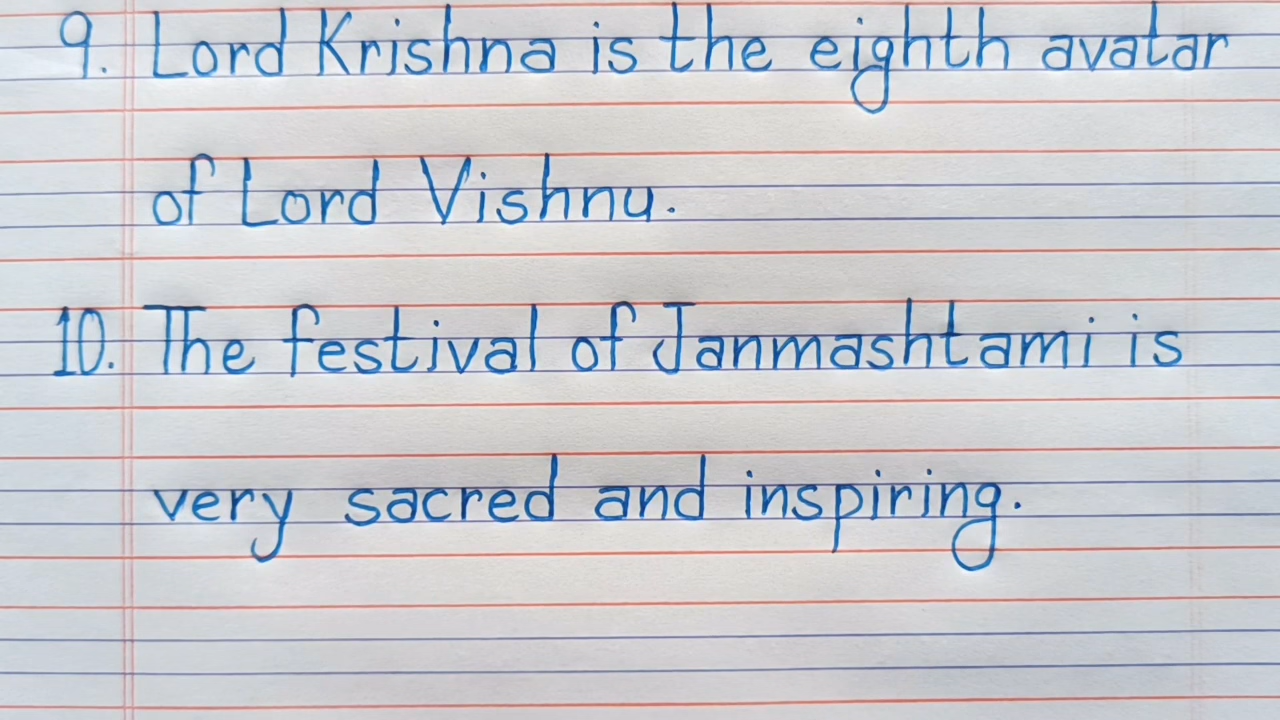 9. Lord Krishna is the eighth avatar
of Lord Vishnu.
10. The festival of Janmashtami is
very sacred and inspiring.